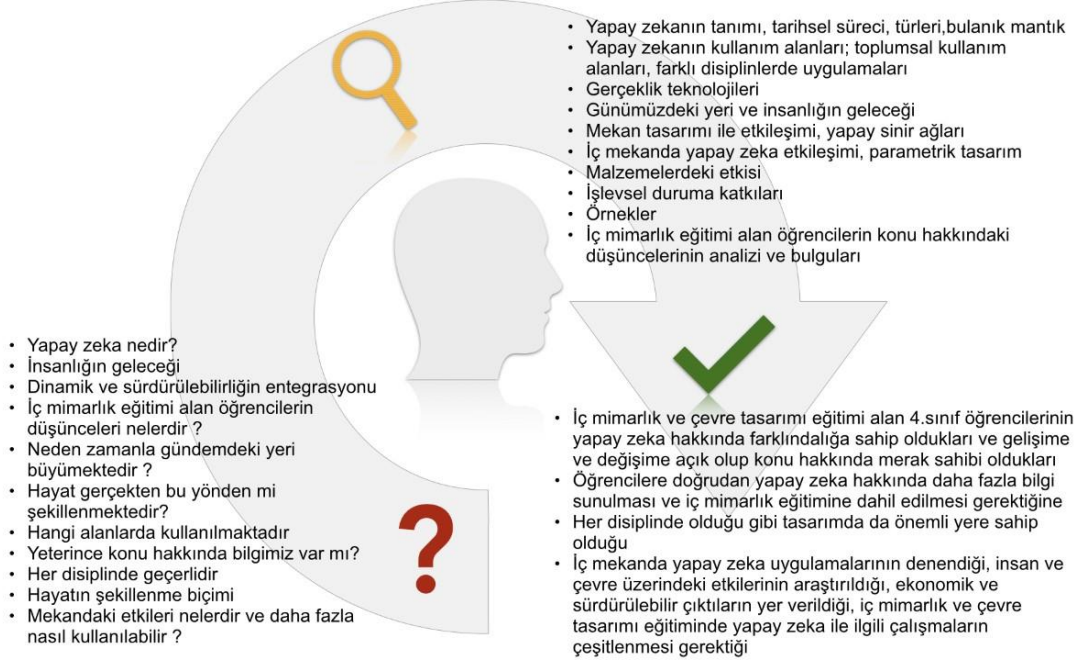 • Yapay zekanın tanımı, tarihsel süreci, türleri,bulanık mantık
• Yapay zekanın kullanım alanları; toplumsal kullanım
alanları, farklı disiplinlerde uygulamaları
• Gerçeklik teknolojileri
• Günümüzdeki yeri ve insanlığın geleceği
• Mekan tasarımı ile etkileşimi, yapay sinir ağları
• İç mekanda yapay zeka etkileşimi, parametrik tasarım
• Malzemelerdeki etkisi
• İşlevsel duruma katkıları
• Örnekler
• İç mimarlık eğitimi alan öğrencilerin konu hakkındaki
düşüncelerinin analizi ve bulguları
• Yapay zeka nedir?
• İnsanlığın geleceği
• Dinamik ve sürdürülebilirliğin entegrasyonu
• İç mimarlık eğitimi alan öğrencilerin
düşünceleri nelerdir ?
• Neden zamanla gündemdeki yeri
büyümektedir ?
• Hayat gerçekten bu yönden mi
şekillenmektedir?
• Hangi alanlarda kullanılmaktadır
• Yeterince konu hakkında bilgimiz var mı?
• Her disiplinde geçerlidir
• Hayatın şekillenme biçimi
• Mekandaki etkileri nelerdir ve daha fazla
nasıl kullanılabilir ?
?
• İç mimarlık ve çevre tasarımı eğitimi alan 4.sınıf öğrencilerinin
yapay zeka hakkında farklındalığa sahip oldukları ve gelişime
ve değişime açık olup konu hakkında merak sahibi oldukları
• Öğrencilere doğrudan yapay zeka hakkında daha fazla bilgi
sunulması ve iç mimarlık eğitimine dahil edilmesi gerektiğine
• Her disiplinde olduğu gibi tasarımda da önemli yere sahip
olduğu
• İç mekanda yapay zeka uygulamalarının denendiği, insan ve
çevre üzerindeki etkilerinin araştırıldığı, ekonomik ve
sürdürülebilir çıktıların yer verildiği, iç mimarlık ve çevre
tasarımı eğitiminde yapay zeka ile ilgili çalışmaların
çeşitlenmesi gerektiği